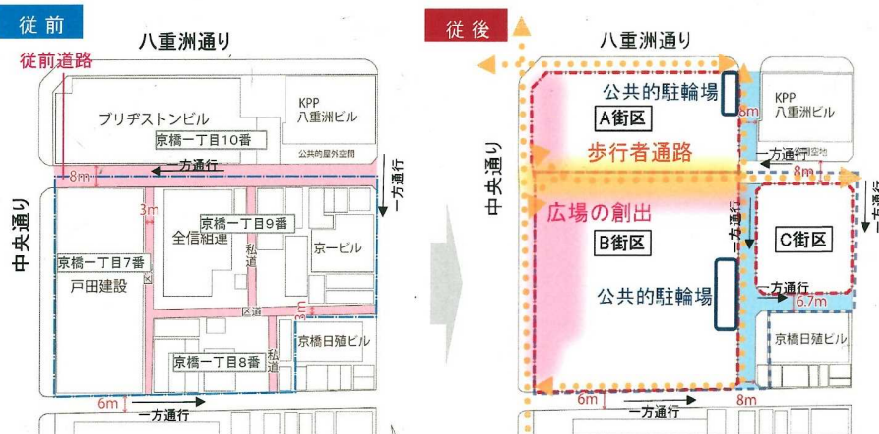 従前
八重洲通り
従前道路
ブリヂストンビル
KPP
八重洲ビル
京橋一丁目10番
公共的屋外空間
一方通行
8m
一方通行
3m
京橋一丁目9番
全信組連
私道
京一ビル
中央通り
京橋一丁目7番
区
戸田建設
区道
3m
京橋日殖ビル
京橋一丁目8番
私道
6m
一方通行
従後
八重洲通り
公共的駐輪場
KPP
八重洲ビル
A街区
8m
歩行者通路
一方通行
8m
中央通り
広場の創出
一方通行
一方通行
B街区
C街区
一方通行
公共的駐輪場
6.7m
京橋日殖ビル
6m
一方通行
8m